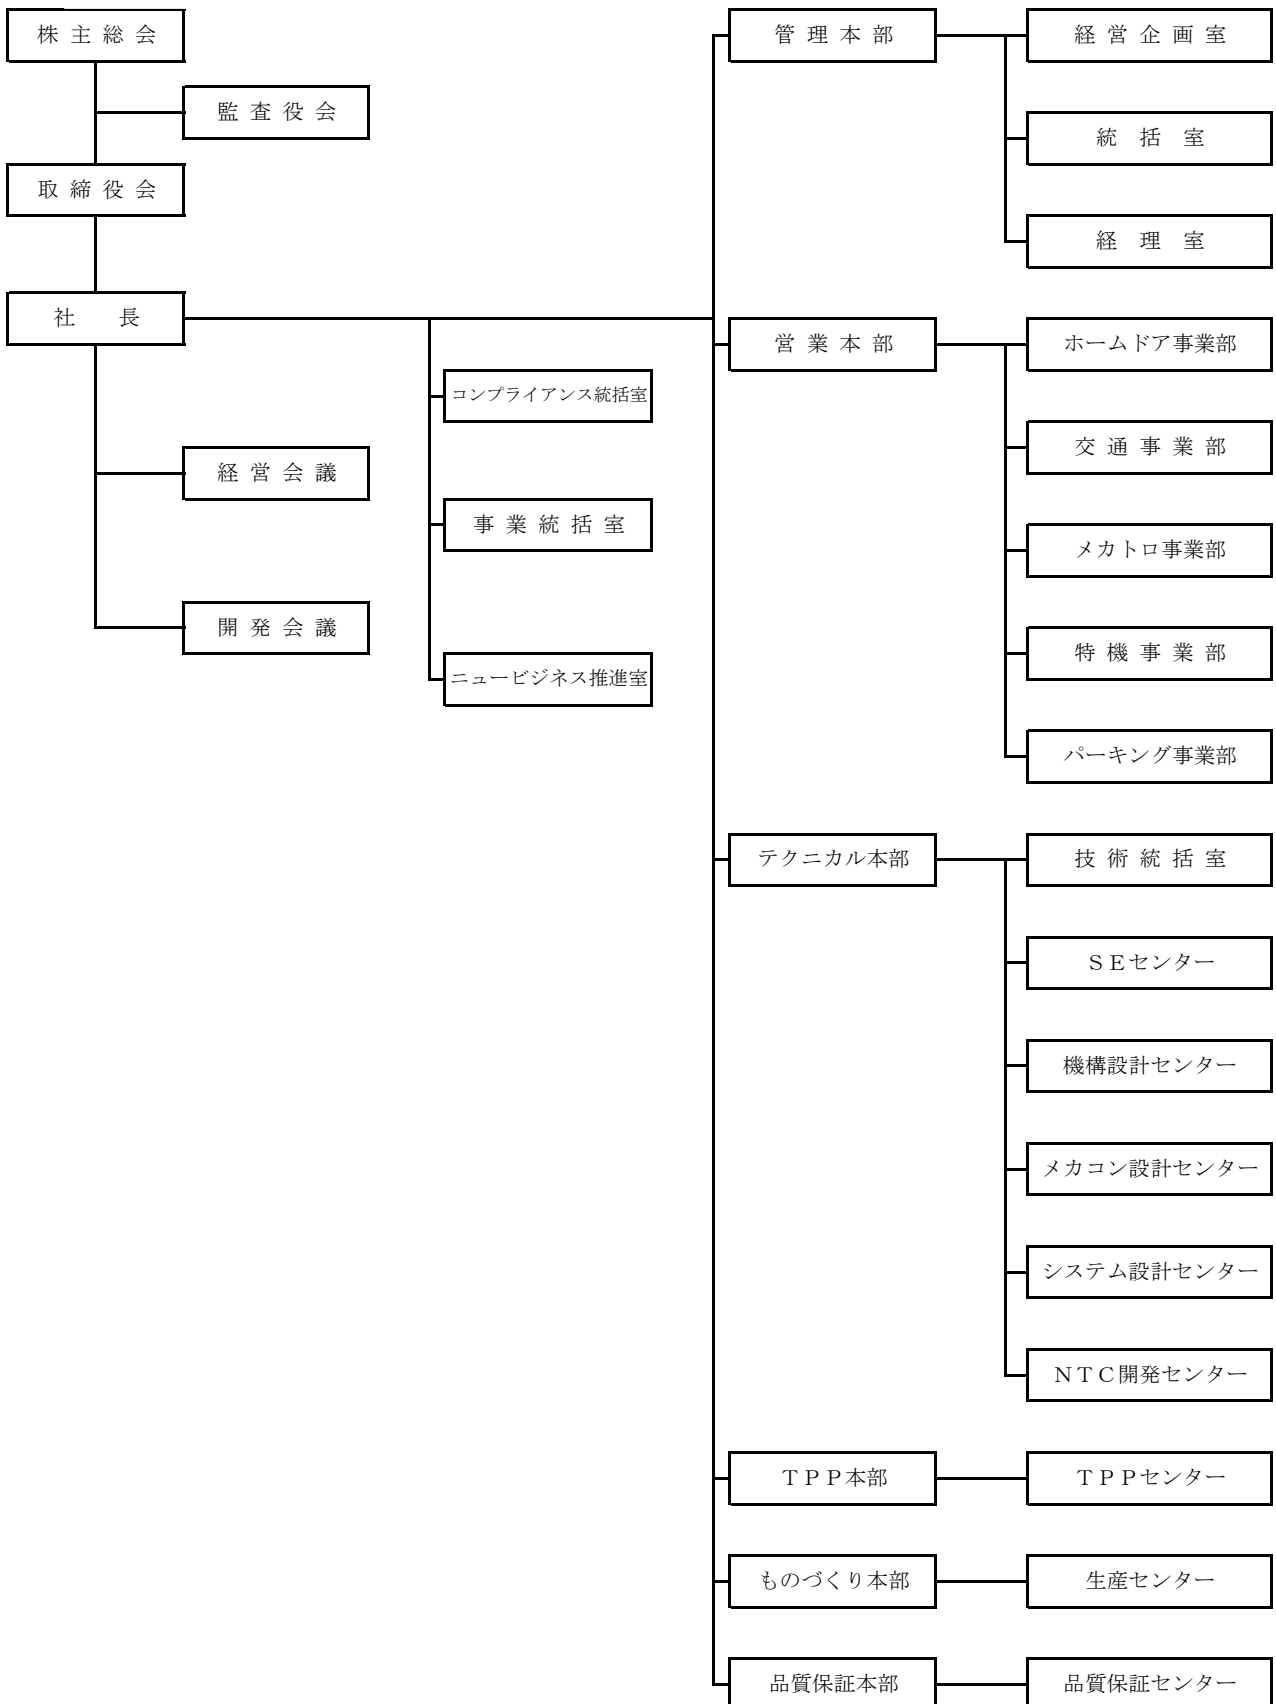 株主総会
監査役会
取締役会
社長
経営会議
開発会議
コンプライアンス統括室
事業統括室
ニュービジネス推進室
管理本部
経営企画室
統括室
経理室
営業本部
ホームドア事業部
交通事業部
メカトロ事業部
特機事業部
パーキング事業部
テクニカル本部
技術統括室
ＳＥセンター
機構設計センター
メカコン設計センター
システム設計センター
ＮＴＣ開発センター
ＴＰＰ本部
ＴＰＰセンター
ものづくり本部
生産センター
品質保証本部
品質保証センター